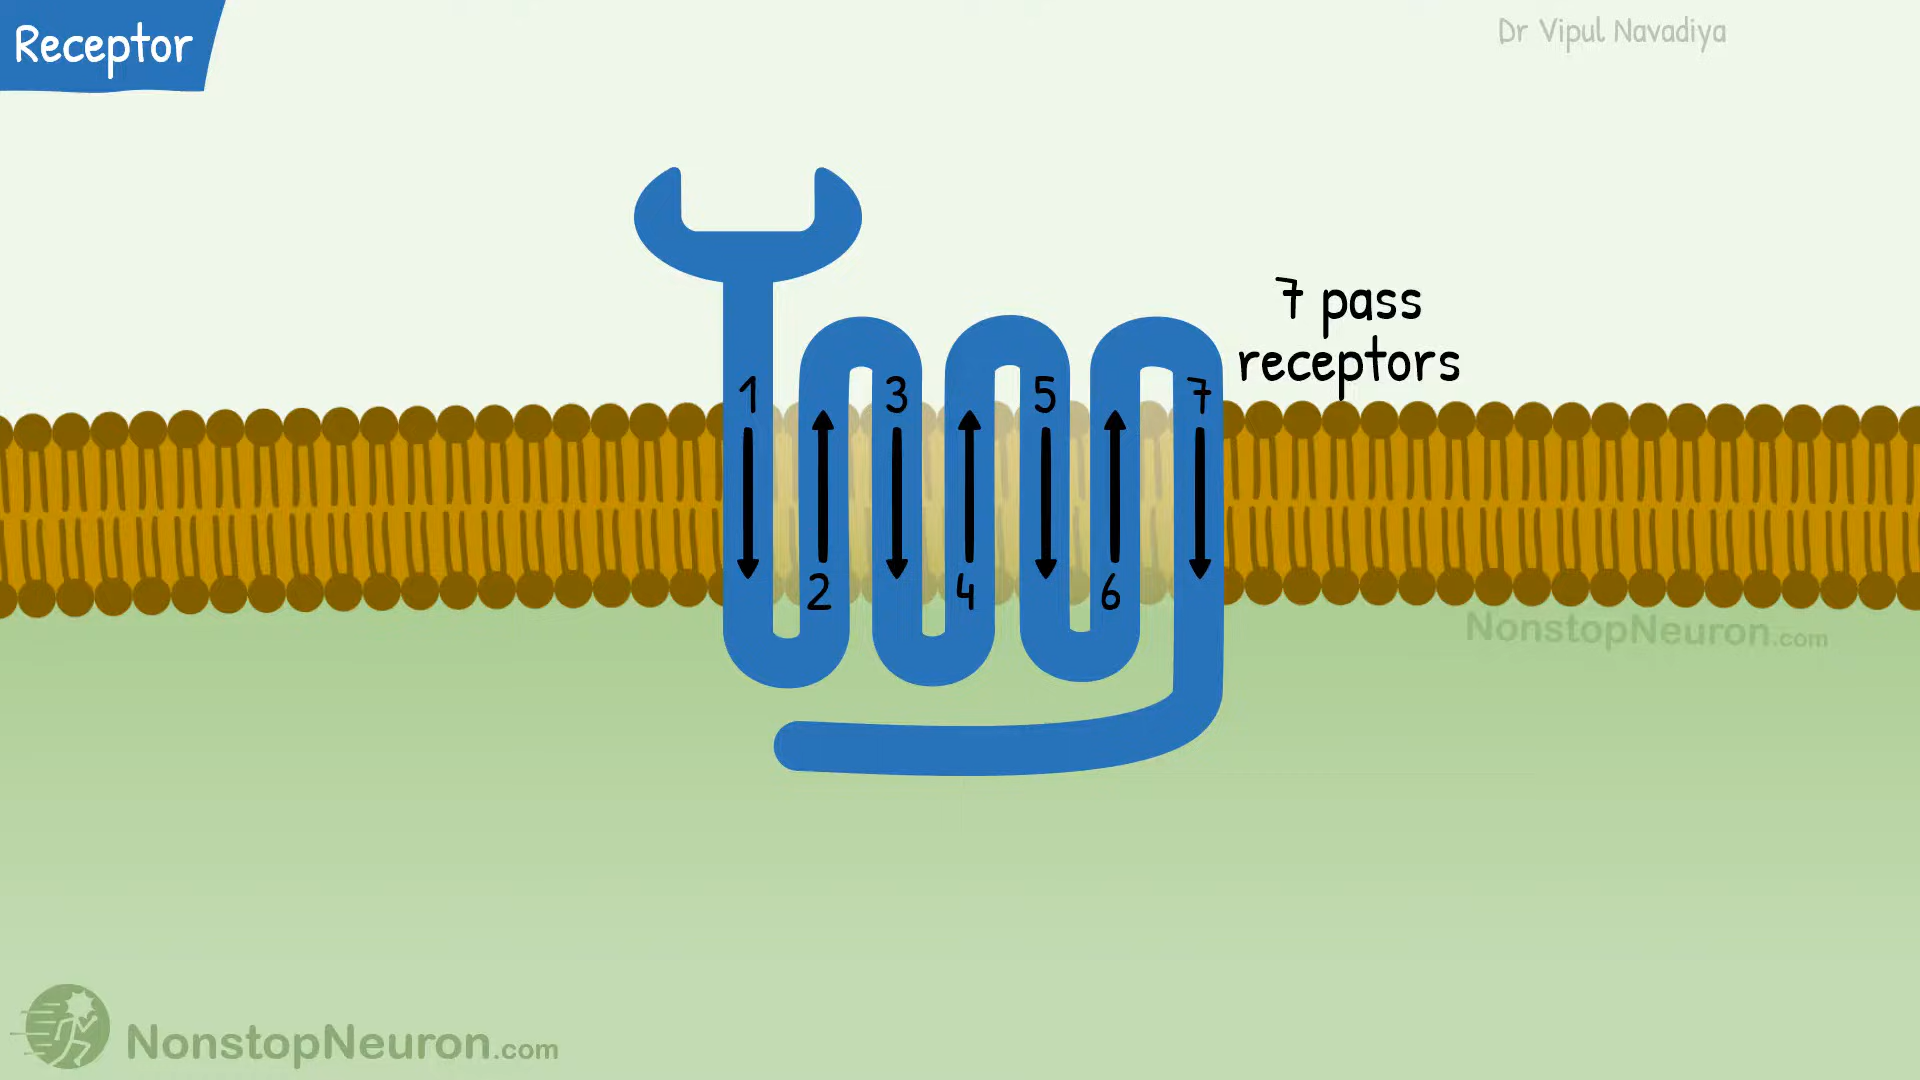 Receptor
Dr Vipul Navadiya
7 pass
receptors
1
3
5
7
2
4
6
NonstopNeuron.com
NonstopNeuron.com